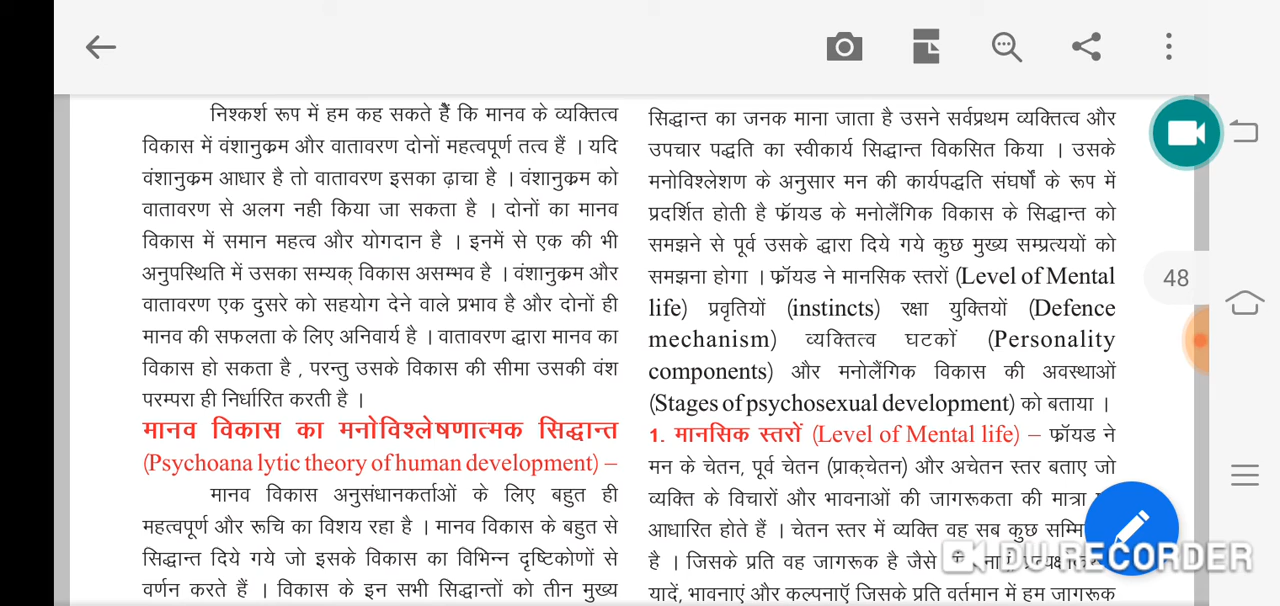 निश्कर्श रूप में हम कह सकते हैं कि मानव के व्यक्तित्व
विकास में वंशानुक्रम और वातावरण दोनों महत्वपूर्ण तत्व हैं । यदि
वंशानुक्रम आधार है तो वातावरण इसका ढ़ाचा है । वंशानुक्रम को
वातावरण से अलग नही किया जा सकता है । दोनों का मानव
विकास में समान महत्व और योगदान है । इनमें से एक की भी
अनुपस्थिति में उसका सम्यक् विकास असम्भव है । वंशानुक्रम और
वातावरण एक दुसरे को सहयोग देने वाले प्रभाव है और दोनों ही
मानव की सफलता के लिए अनिवार्य है । वातावरण द्वारा मानव का
विकास हो सकता है , परन्तु उसके विकास की सीमा उसकी वंश
परम्परा ही निर्धारित करती है ।
मानव विकास का मनोविश्लेषणात्मक सिद्धान्त
(Psychoana lytic theory of human development) –
मानव विकास अनुसंधानकर्ताओं के लिए बहुत ही
महत्वपूर्ण और रूचि का विशय रहा है । मानव विकास के बहुत से
सिद्धान्त दिये गये जो इसके विकास का विभिन्न दृष्टिकोणों से
वर्णन करते हैं । विकास के इन सभी सिद्धान्तों को तीन मुख्य
सिद्धान्त का जनक माना जाता है उसने सर्वप्रथम व्यक्तित्व और
उपचार पद्धति का स्वीकार्य सिद्धान्त विकसित किया । उसके
मनोविश्लेशण के अनुसार मन की कार्यपद्धति संघर्षों के रूप में
प्रदर्शित होती है फ्रॅायड के मनोलैंगिक विकास के सिद्धान्त को
समझने से पूर्व उसके द्वारा दिये गये कुछ मुख्य सम्प्रत्ययों को
समझना होगा । फ्रॅायड ने मानसिक स्तरों (Level of Mental
life) प्रवृतियों (instincts) रक्षा युक्तियों (Defence
mechanism) व्यक्तित्व घटकों (Personality
components) और मनोलैंगिक विकास की अवस्थाओं
(Stages of psychosexual development) को बताया ।
1. मानसिक स्तरों (Level of Mental life) – फ्रॅायड ने
मन के चेतन, पूर्व चेतन (प्राक्चेतन) और अचेतन स्तर बताए जो
व्यक्ति के विचारों और भावनाओं की जागरूकता की मात्रा
आधारित होते हैं । चेतन स्तर में व्यक्ति वह सब कुछ
है । जिसके प्रति वह जागरूक है जैसे
यादें, भावनाएं और कल्पनाऍ जिसके प्रति वर्तमान में हम जागरूक
48
DU RECORDER